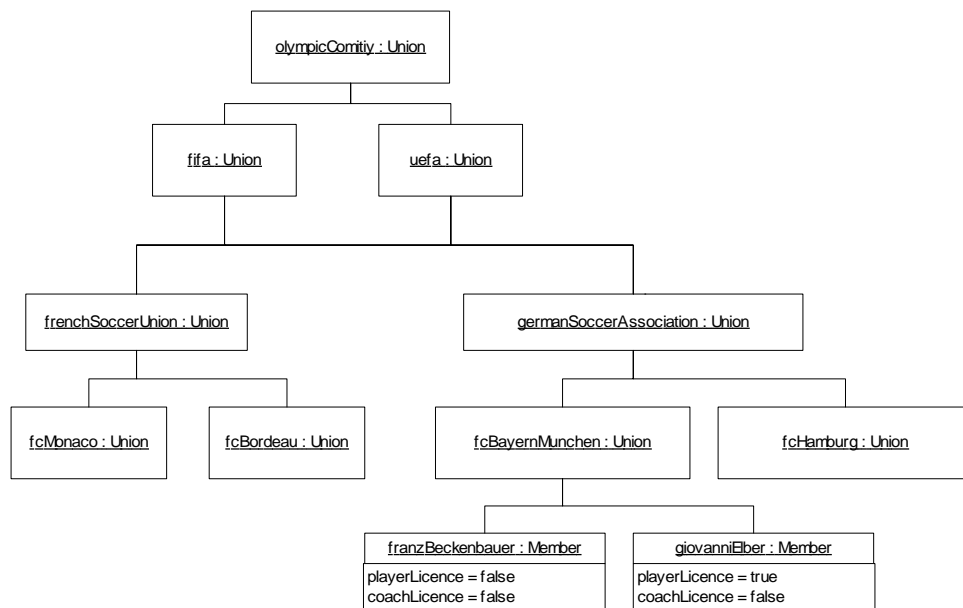 olympicComitiy : Union
fifa : Union
uefa : Union
frenchSoccerUnion : Union
germanSoccerAssociation : Union
fcMonaco : Union
fcBordeau : Union
fcBayernMunchen : Union
fcHamburg : Union
franzBeckenbauer : Member
playerLicence = false
coachLicence = false
giovanniElber : Member
playerLicence = true
coachLicence = false